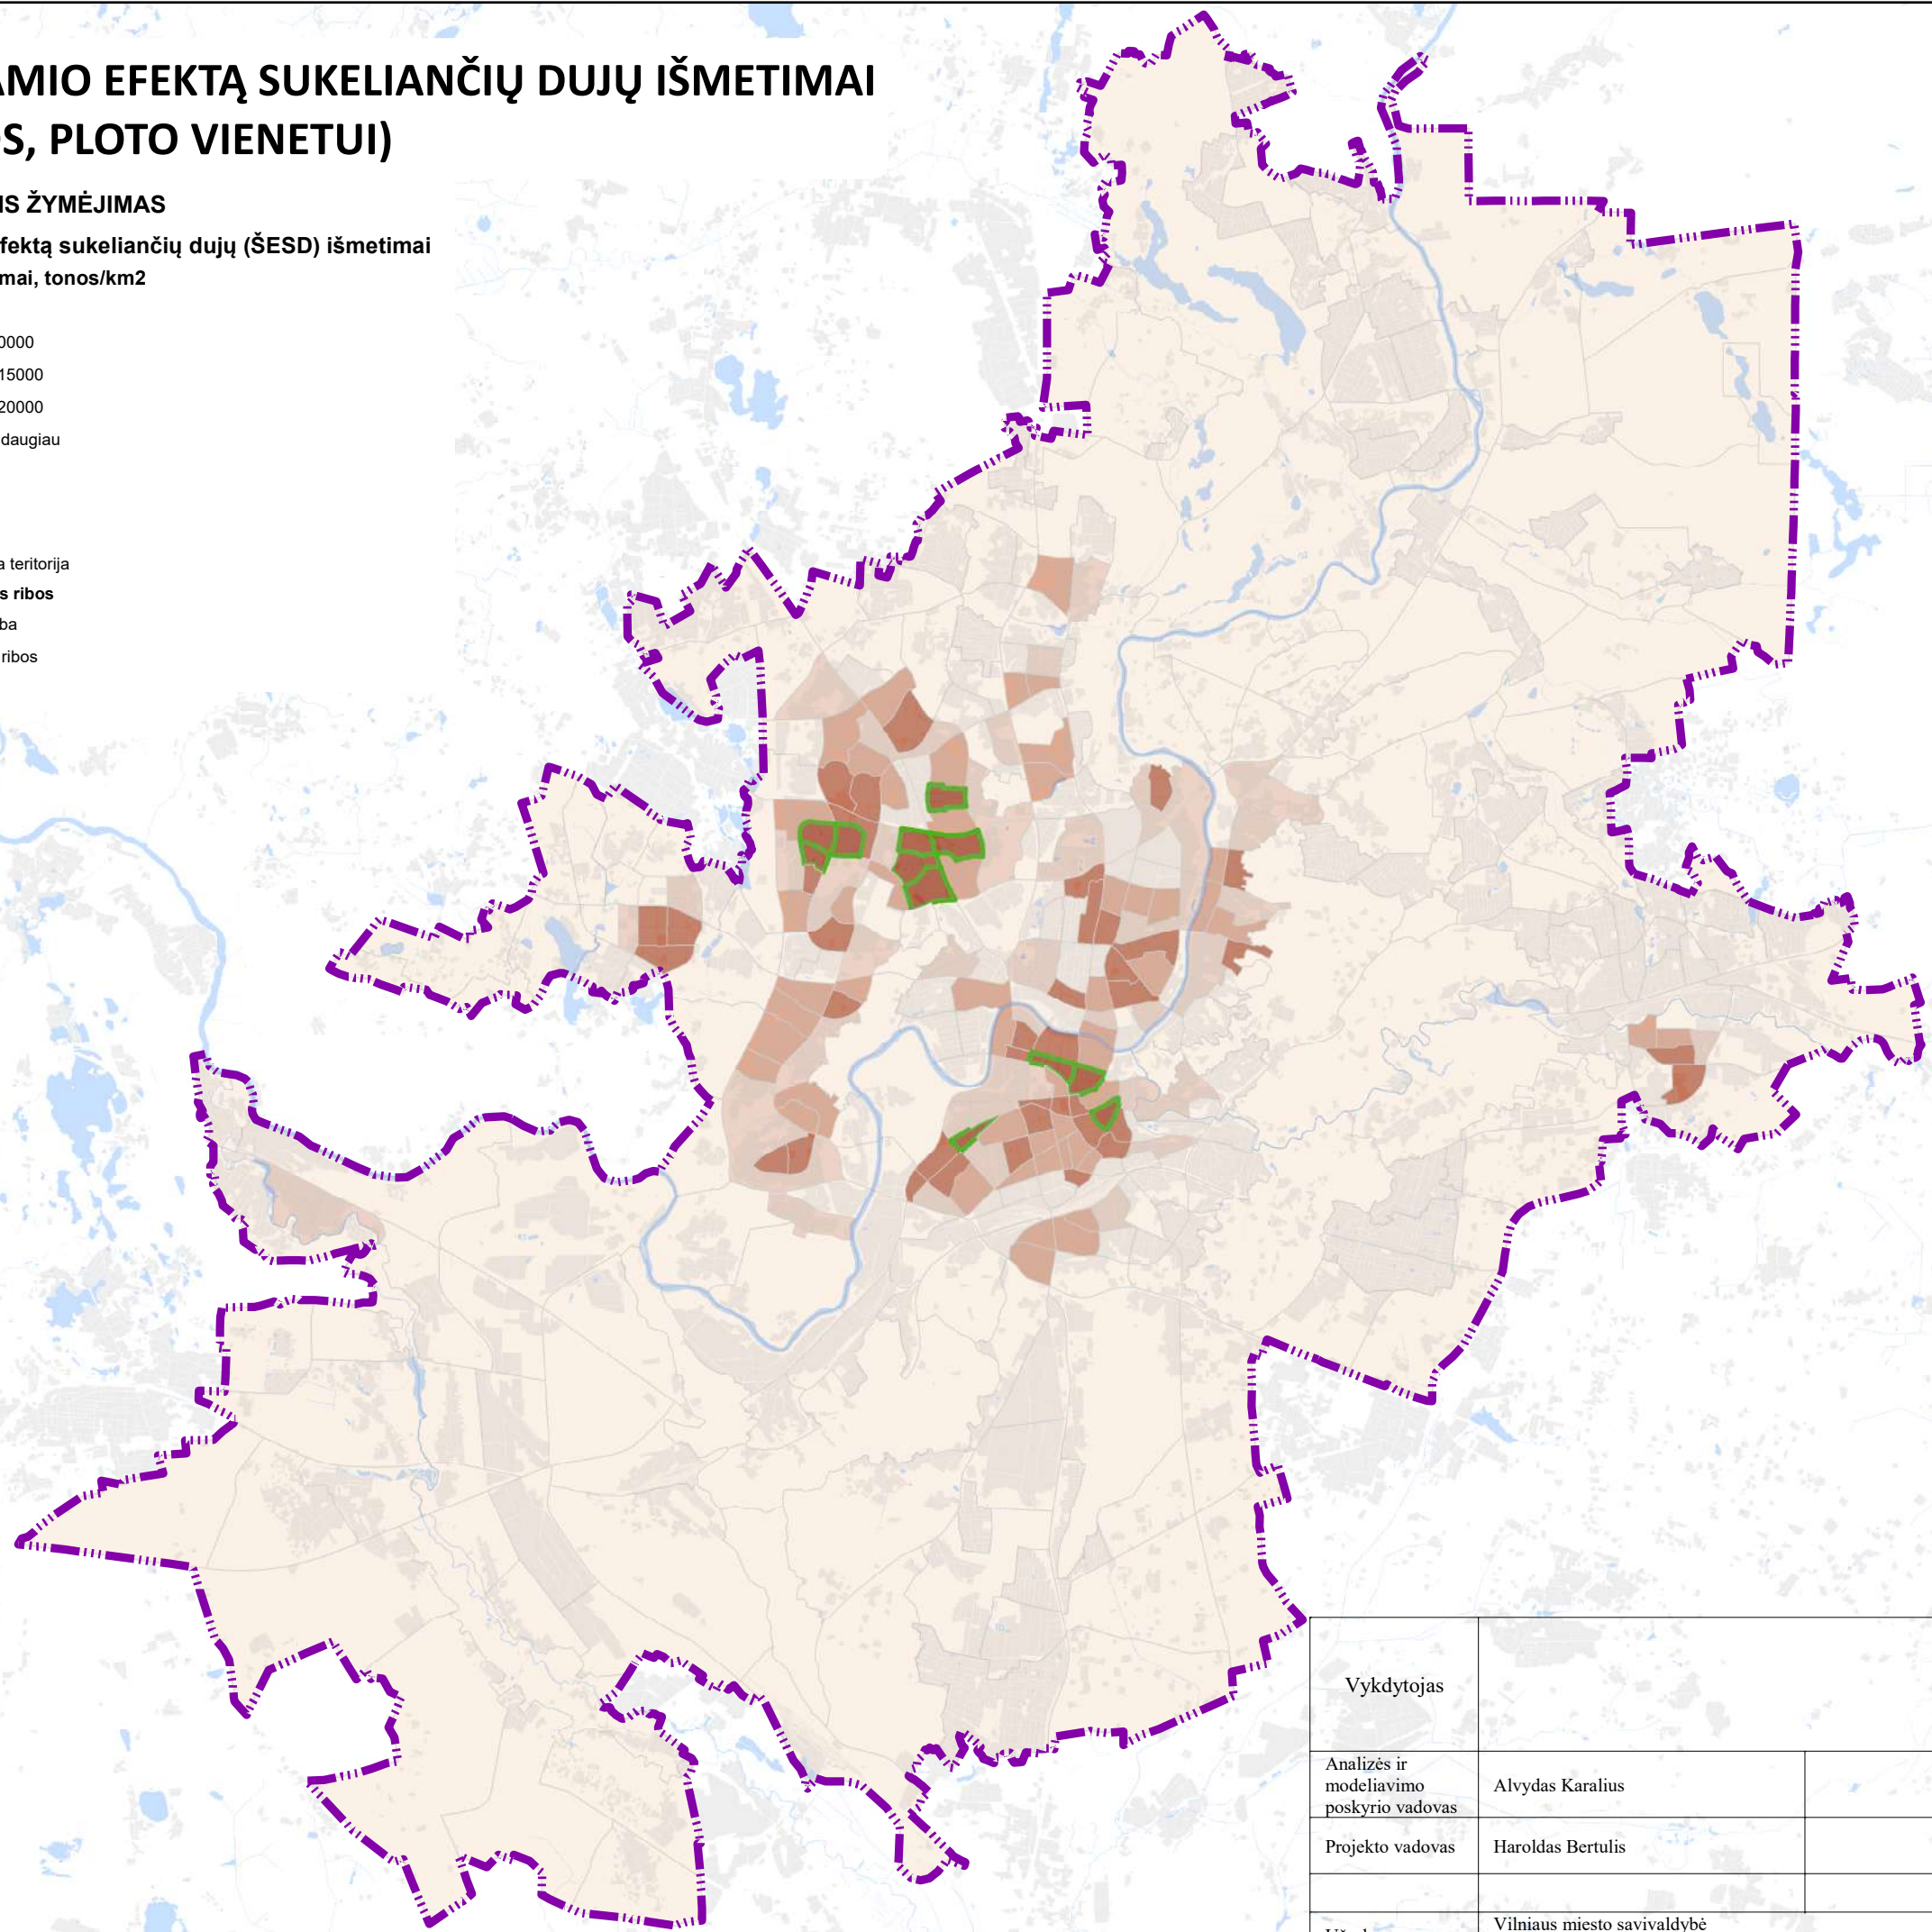 AMIO EFEKTĄ SUKELIANČIŲ DUJŲ IŠMETIMAI
OS, PLOTO VIENETUI)
IS ŽYMĖJIMAS
fektą sukeliančių dujų (ŠESD) išmetimai
mai, tonos/km2
0000
15000
20000
daugiau
a teritorija
s ribos
ba
ribos
Vykdytojas
Analizės ir
modeliavimo
poskyrio vadovas
Alvydas Karalius
Projekto vadovas
Haroldas Bertulis
Vilniaus miesto savivaldybė